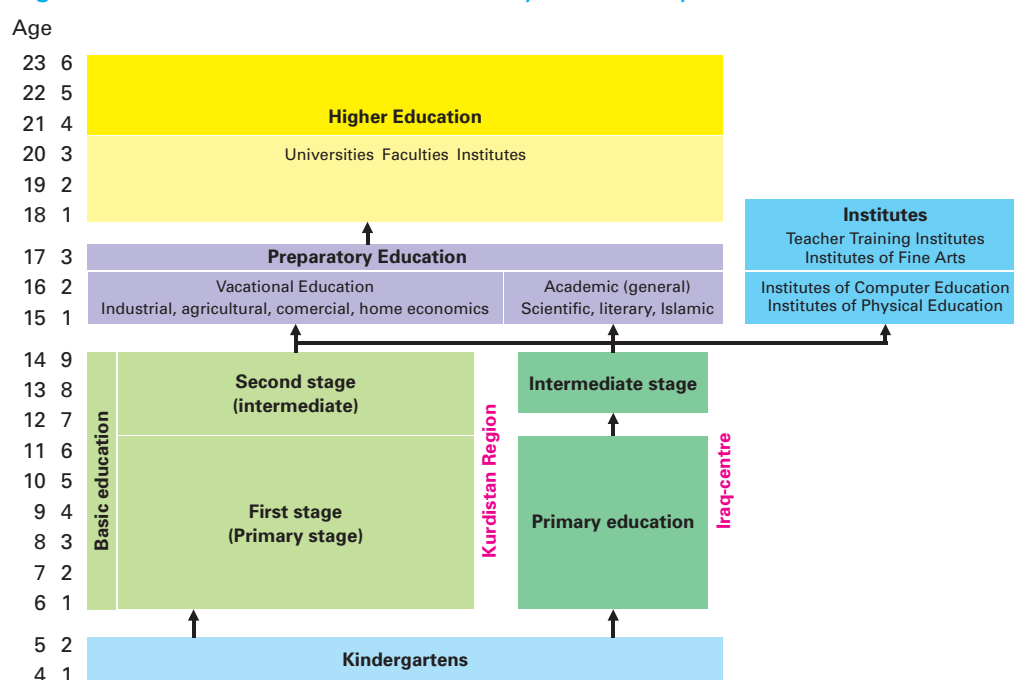 Age
23 6
22 5
21 4
Higher Education
20 3
Universities Faculties Institutes
19 2
18 1
Institutes
Teacher Training Institutes
Institutes of Fine Arts
17 3
Preparatory Education
16 2
15 1
Vacational Education
Industrial, agricultural, comercial, home economics
Academic (general)
Scientific, literary, Islamic
Institutes of Computer Education
Institutes of Physical Education
14 9
13 8
12 7
11 6
10 5
9 4
8 3
7 2
6 1
Basic education
Second stage
(intermediate)
First stage
(Primary stage)
Kurdistan Region
Intermediate stage
Primary education
Iraq-centre
5 2
4 1
Kindergartens